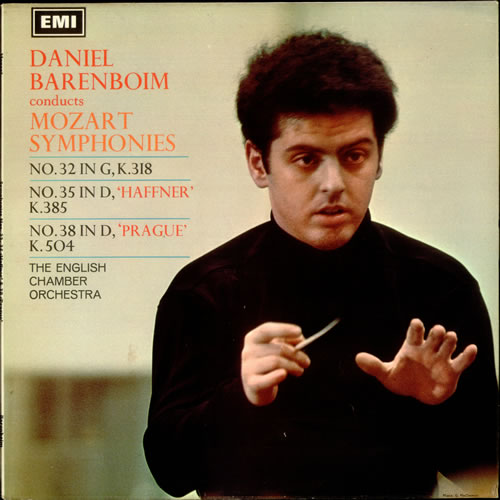 EMI
DANIEL
BARENBOIM
conducts
MOZART
SYMPHONIES
NO.32 IN G, K.318
NO.35 IN D, ‘HAFFNER’
K.385
NO.38 IN D, ‘PRAGUE’
K.504
THE ENGLISH
CHAMBER
ORCHESTRA